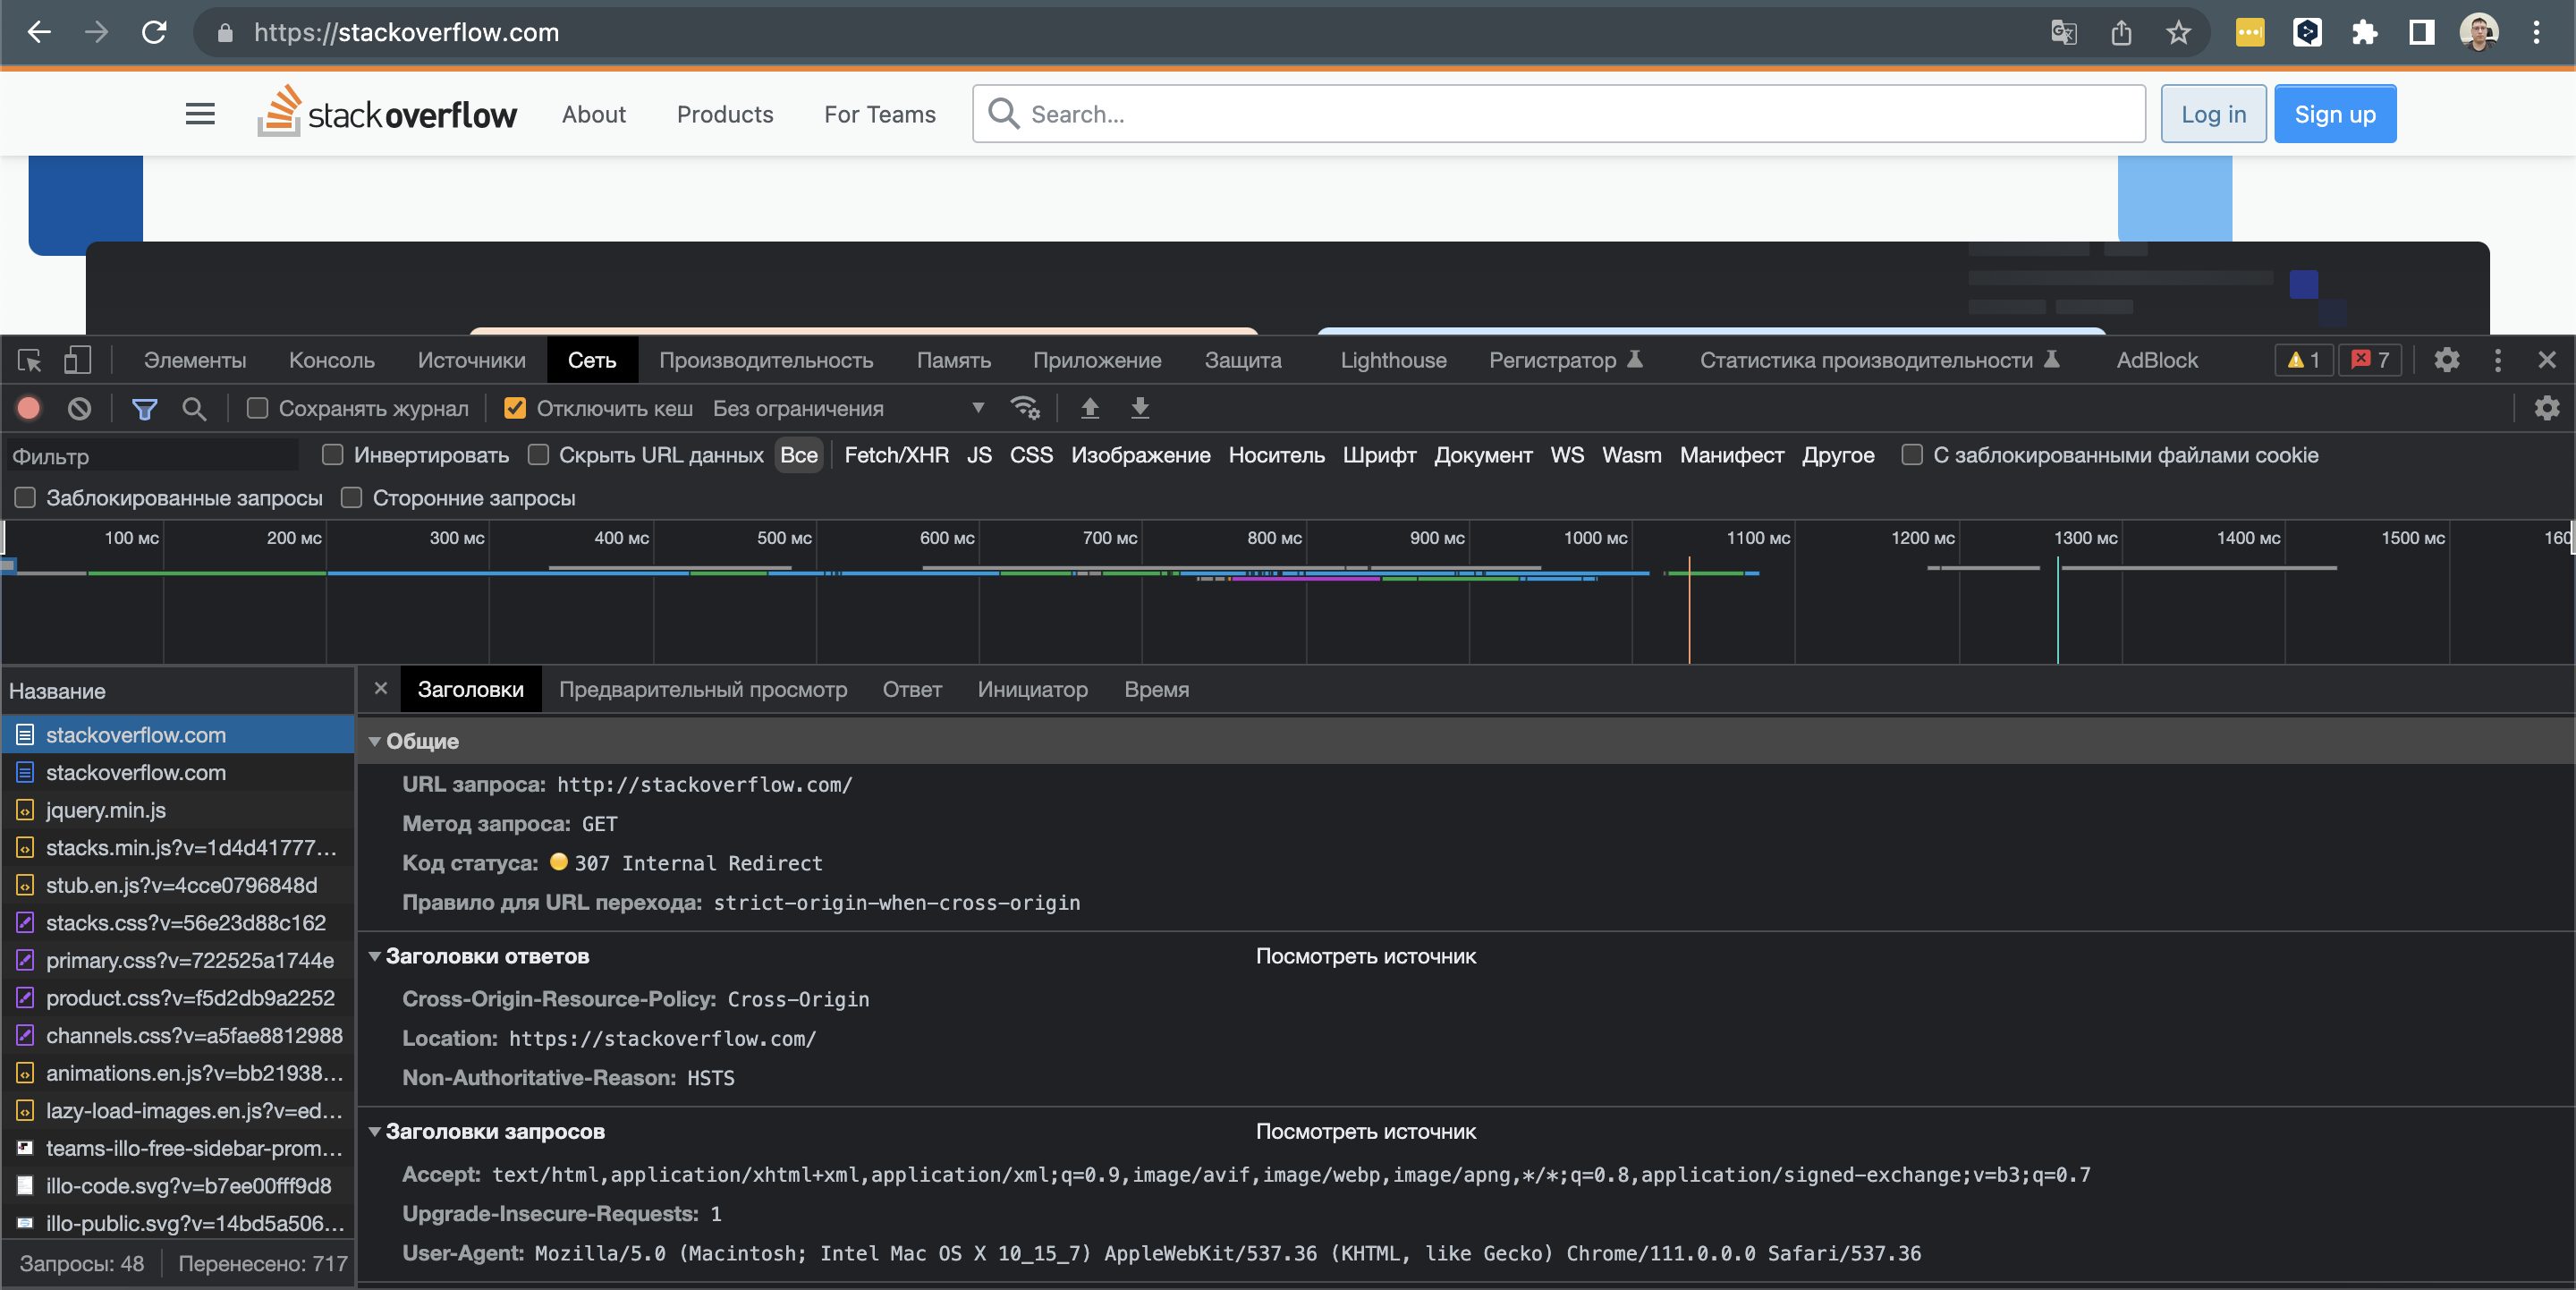 https://stackoverflow.com
stackoverflow About Products For Teams Search... Log in Sign up
Элементы Консоль Источники Сеть Производительность Память Приложение Защита Lighthouse Регистратор Статистика производительности AdBlock 1 7
Сохранять журнал Отключить кеш Без ограничения
Фильтр Инвертировать Скрыть URL данных Все Fetch/XHR JS CSS Изображение Носитель Шрифт Документ WS Wasm Манифест Другое С заблокированными файлами cookie
Заблокированные запросы Сторонние запросы
100 мс 200 мс 300 мс 400 мс 500 мс 600 мс 700 мс 800 мс 900 мс 1000 мс 1100 мс 1200 мс 1300 мс 1400 мс 1500 мс 160
Название
stackoverflow.com
stackoverflow.com
jquery.min.js
stacks.min.js?v=1d4d41777...
stub.en.js?v=4cce0796848d
stacks.css?v=56e23d88c162
primary.css?v=722525a1744e
product.css?v=f5d2db9a2252
channels.css?v=a5fae8812988
animations.en.js?v=bb21938...
lazy-load-images.en.js?v=ed...
teams-illo-free-sidebar-prom...
illo-code.svg?v=b7ee00fff9d8
illo-public.svg?v=14bd5a506...
Запросы: 48 Перенесено: 717
Заголовки Предварительный просмотр Ответ Инициатор Время
Общие
URL запроса: http://stackoverflow.com/
Метод запроса: GET
Код статуса: 307 Internal Redirect
Правило для URL перехода: strict-origin-when-cross-origin
Заголовки ответов Посмотреть источник
Cross-Origin-Resource-Policy: Cross-Origin
Location: https://stackoverflow.com/
Non-Authoritative-Reason: HSTS
Заголовки запросов Посмотреть источник
Accept: text/html,application/xhtml+xml,application/xml;q=0.9,image/avif,image/webp,image/apng,*/*;q=0.8,application/signed-exchange;v=b3;q=0.7
Upgrade-Insecure-Requests: 1
User-Agent: Mozilla/5.0 (Macintosh; Intel Mac OS X 10_15_7) AppleWebKit/537.36 (KHTML, like Gecko) Chrome/111.0.0.0 Safari/537.36